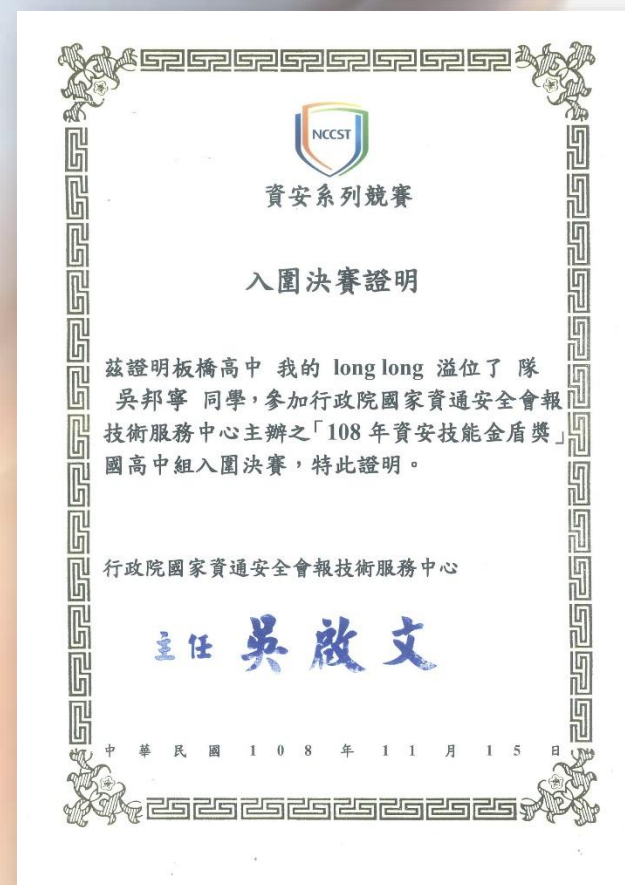 NCCST
資安系列競賽
入圍決賽證明
茲證明板橋高中 我的 long long 溢位了 隊
吳邦寧 同學,參加行政院國家資通安全會報
技術服務中心主辦之「108 年資安技能金盾獎」
國高中組入圍決賽,特此證明。
行政院國家資通安全會報技術服務中心
主任 吳啟文
中 華 民 國 1 0 8 年 1 1 月 1 5 日